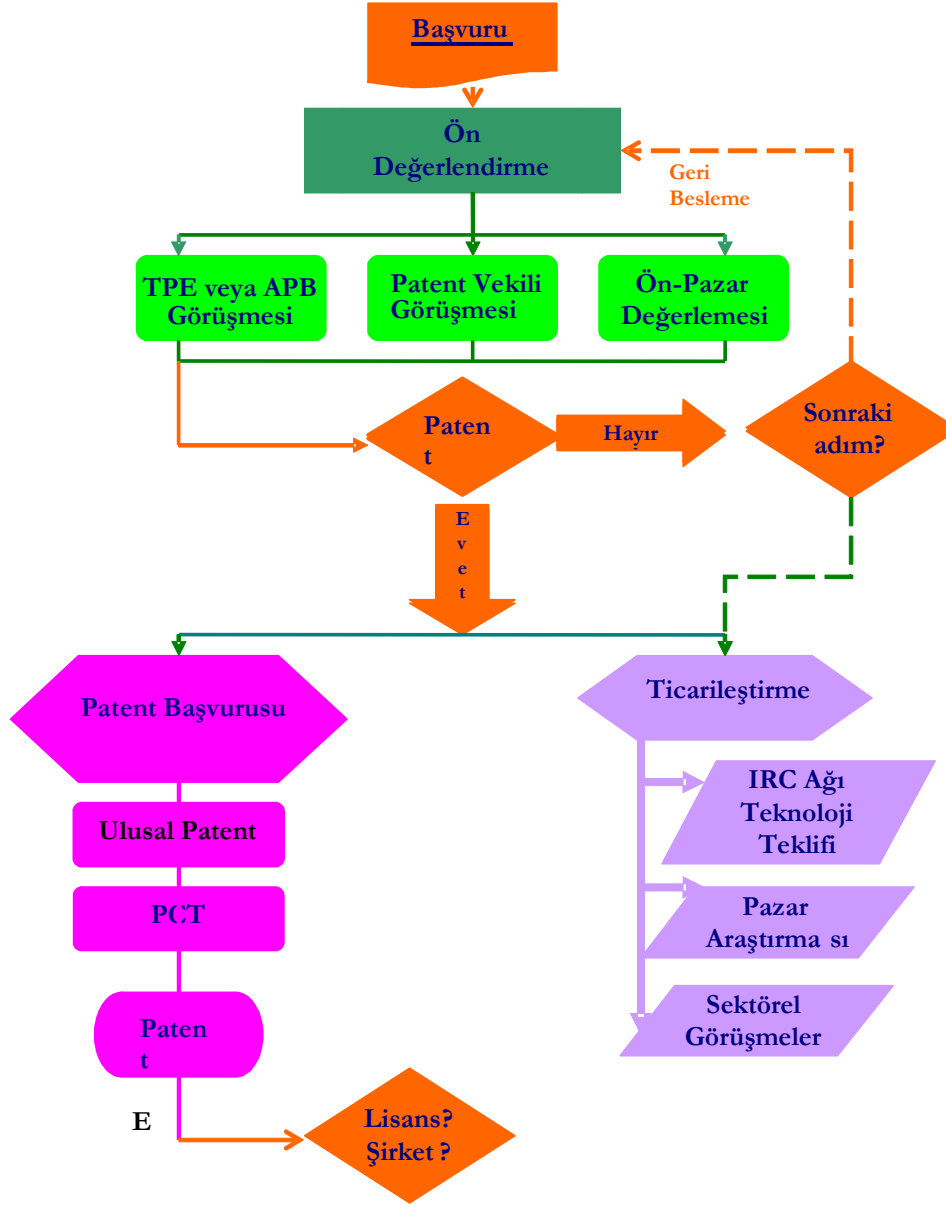 Başvuru
Ön
Değerlendirme
Geri
Besleme
TPE veya APB
Görüşmesi
Patent Vekili
Görüşmesi
Ön-Pazar
Değerlemesi
Paten
t
Hayır
Sonraki
adım?
E
v
e
t
Patent Başvurusu
Ticarileştirme
Ulusal Patent
PCT
IRC Ağı
Teknoloji
Teklifi
Pazar
Araştırma sı
Sektörel
Görüşmeler
Paten
t
E
Lisans?
Şirket ?